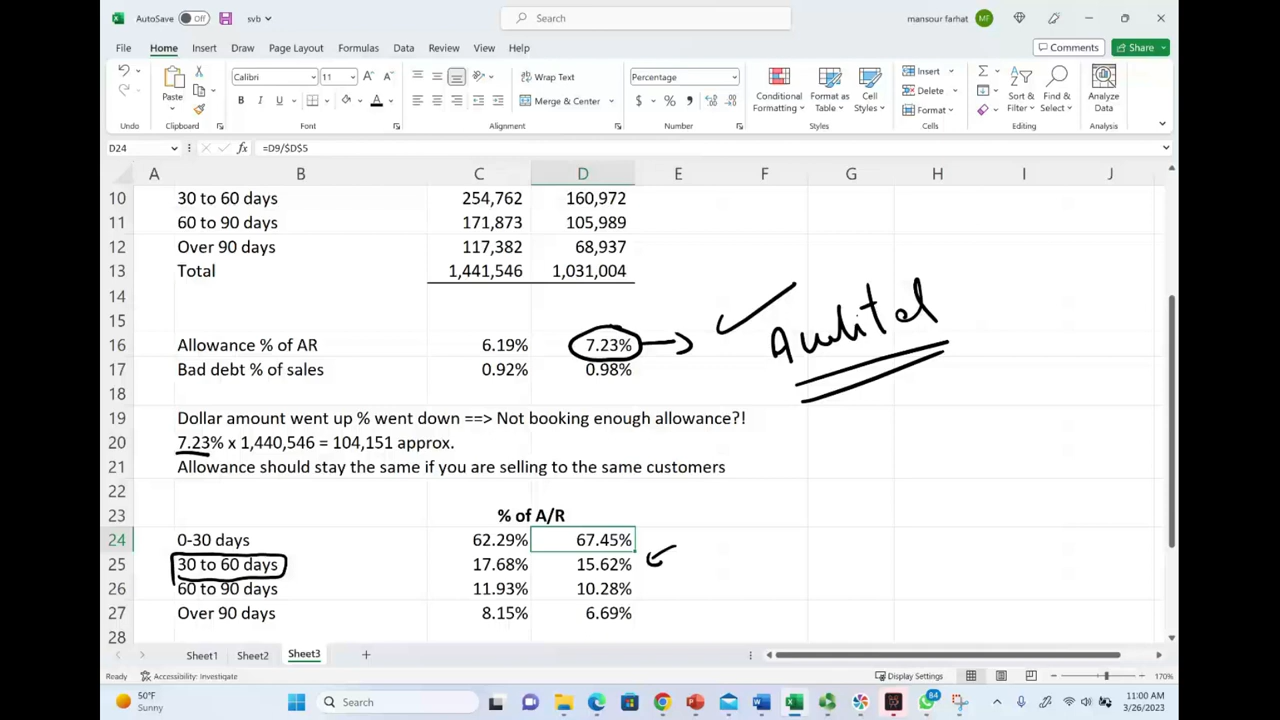 AutoSave Off svb Search mansour farhat MF
File Home Insert Draw Page Layout Formulas Data Review View Help Comments Share
Calibri 11 A A Wrap Text Percentage Insert
Paste B I U A Merge & Center $ % 9 Conditional Formatting Format as Table Cell Styles Delete Format Sort & Filter Find & Select Analyze Data
Undo Clipboard Font Alignment Number Styles Cells Editing Analysis
D24 fx =D9/$D$5
A B C D E F G H I J
10 30 to 60 days 254,762 160,972
11 60 to 90 days 171,873 105,989
12 Over 90 days 117,382 68,937
13 Total 1,441,546 1,031,004
14
15
16 Allowance % of AR 6.19% 7.23% Audited
17 Bad debt % of sales 0.92% 0.98%
18
19 Dollar amount went up % went down ==> Not booking enough allowance?!
20 7.23% x 1,440,546 = 104,151 approx.
21 Allowance should stay the same if you are selling to the same customers
22
23 % of A/R
24 0-30 days 62.29% 67.45%
25 30 to 60 days 17.68% 15.62%
26 60 to 90 days 11.93% 10.28%
27 Over 90 days 8.15% 6.69%
28
Sheet1 Sheet2 Sheet3
Ready Accessibility: Investigate Display Settings 170%
50°F
Sunny
Search
84
11:00 AM
3/26/2023